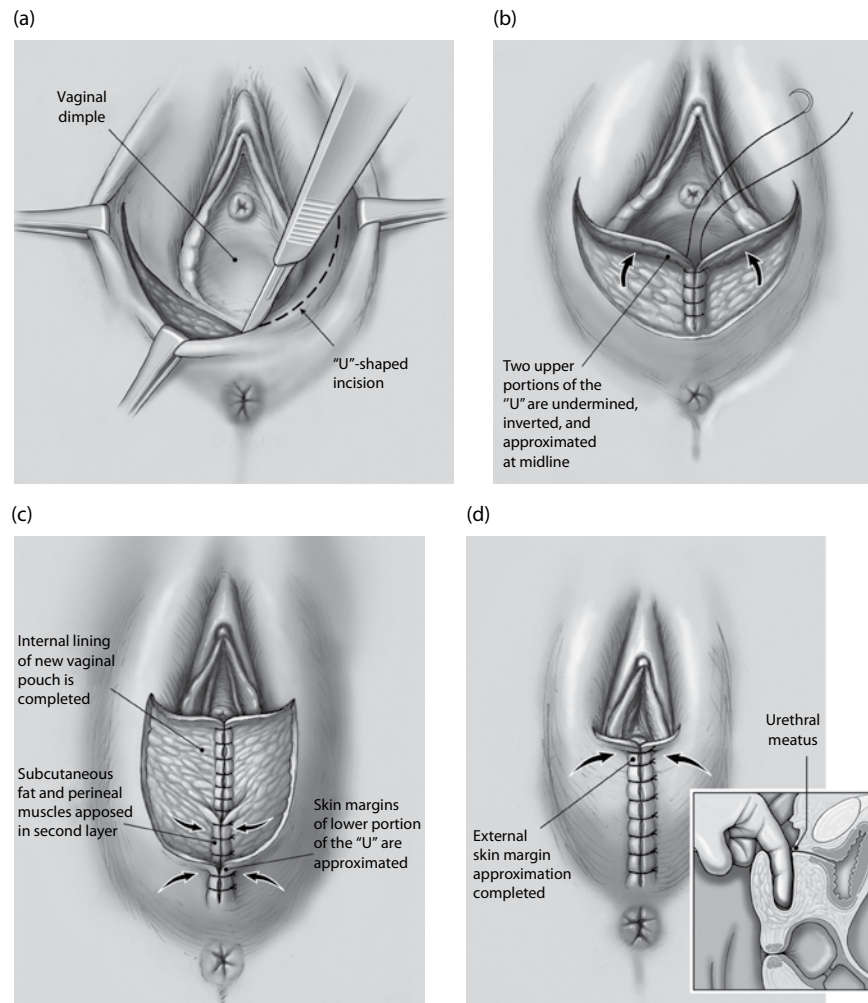 (a)
Vaginal
dimple
“U”-shaped
incision
(b)
Two upper
portions of the
“U” are undermined,
inverted, and
approximated
at midline
(c)
Internal lining
of new vaginal
pouch is
completed
Subcutaneous
fat and perineal
muscles apposed
in second layer
Skin margins
of lower portion
of the “U” are
approximated
(d)
Urethral
meatus
External
skin margin
approximation
completed